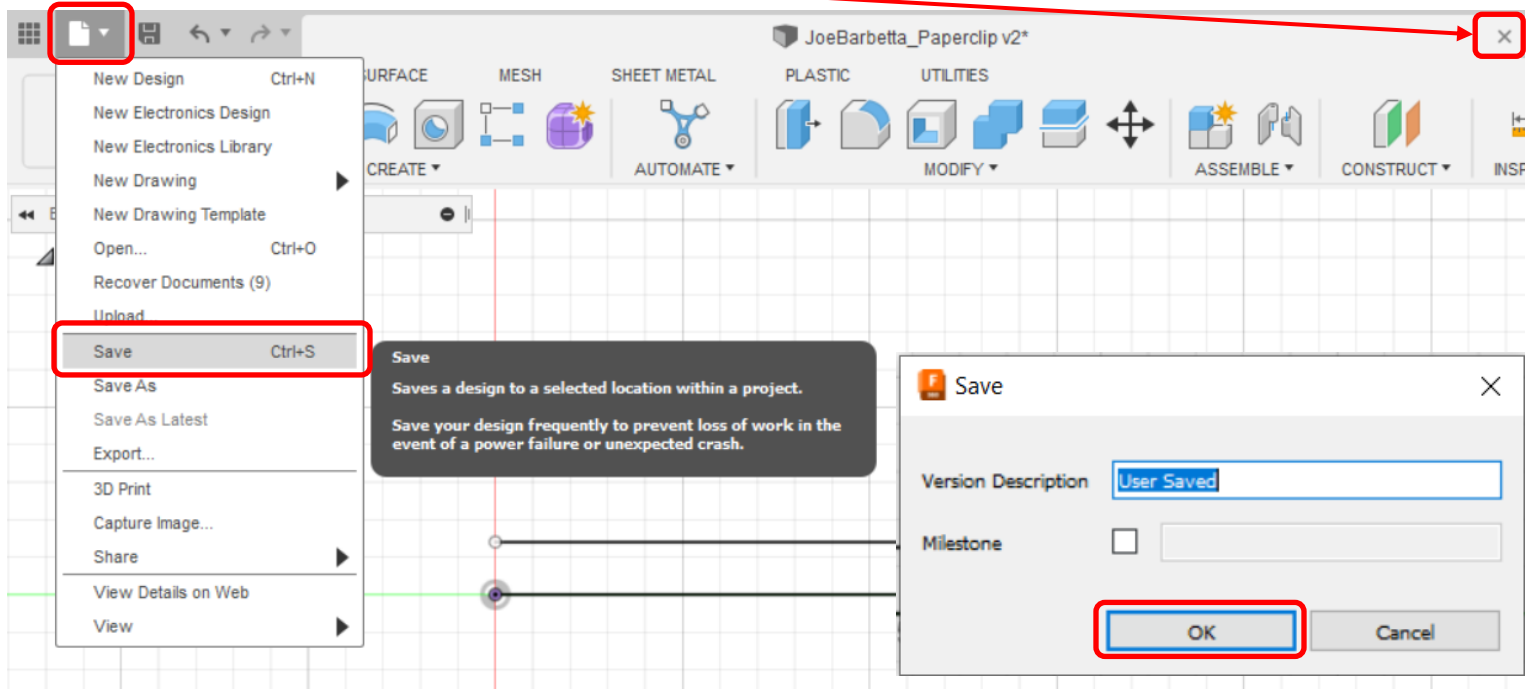 JoeBarbetta_Paperclip v2*
SURFACE MESH SHEET METAL PLASTIC UTILITIES
CREATE AUTOMATE MODIFY ASSEMBLE CONSTRUCT
New Design Ctrl+N
New Electronics Design
New Electronics Library
New Drawing
New Drawing Template
Open... Ctrl+O
Recover Documents (9)
Upload...
Save Ctrl+S
Save As
Save As Latest
Export...
3D Print
Capture Image...
Share
View Details on Web
View
Save
Saves a design to a selected location within a project.
Save your design frequently to prevent loss of work in the
event of a power failure or unexpected crash.
Save
Version Description User Saved
Milestone
OK Cancel